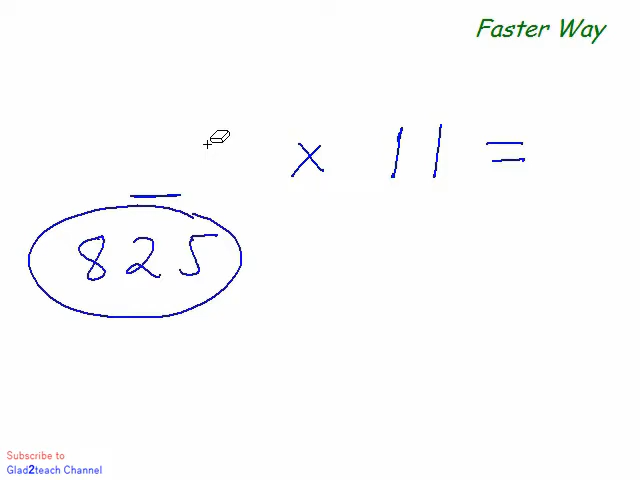 Faster Way
x 11 =
825
Subscribe to
Glad2teach Channel